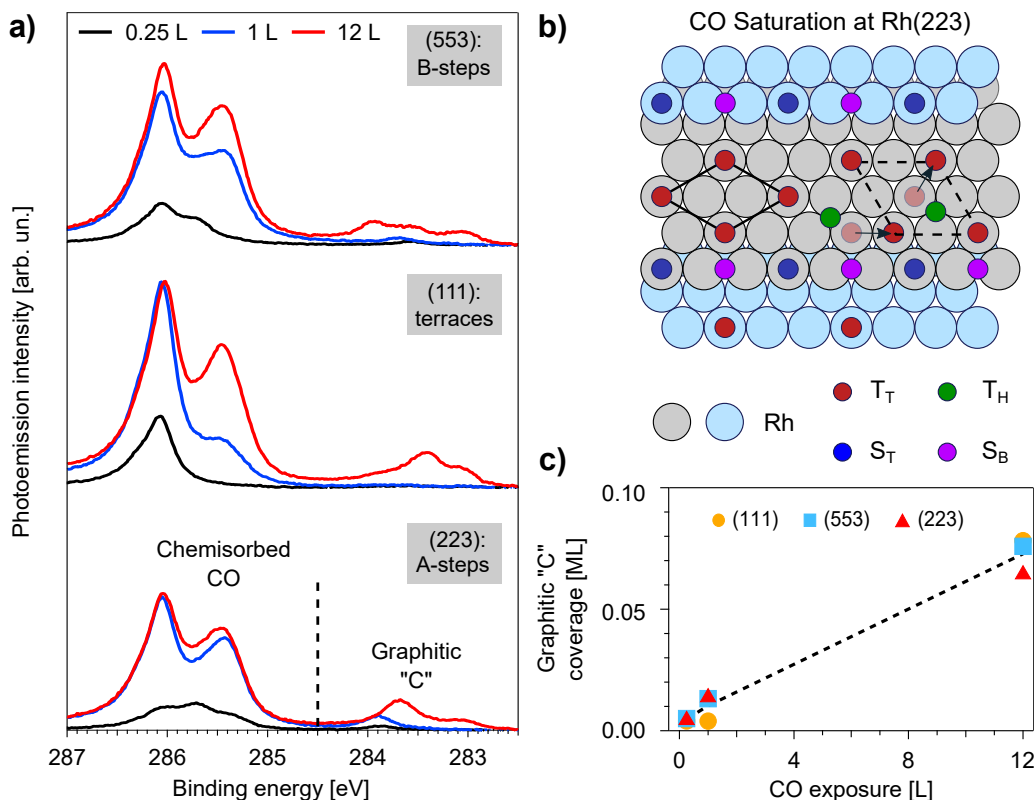 a)
0.25 L 1 L 12 L
(553):
B-steps
(111):
terraces
(223):
A-steps
Chemisorbed
CO
Graphitic
"C"
Photoemission intensity [arb. un.]
287 286 285 284 283
Binding energy [eV]
b)
CO Saturation at Rh(223)
Rh
T_T
T_H
S_T
S_B
c)
(111) (553) (223)
Graphitic "C"
coverage [ML]
0.10
0.05
0.00
0 4 8 12
CO exposure [L]